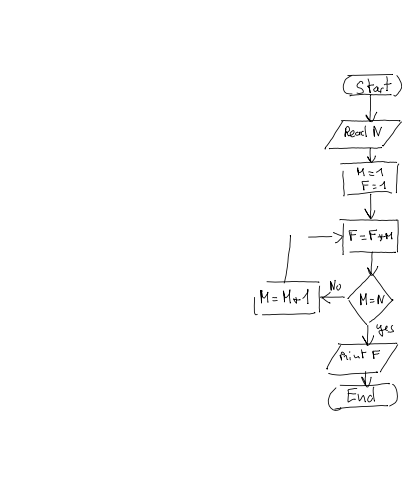 Start
Read N
M=1
F=1
F=F*M
No
M=M+1
M=N
yes
Print F
End